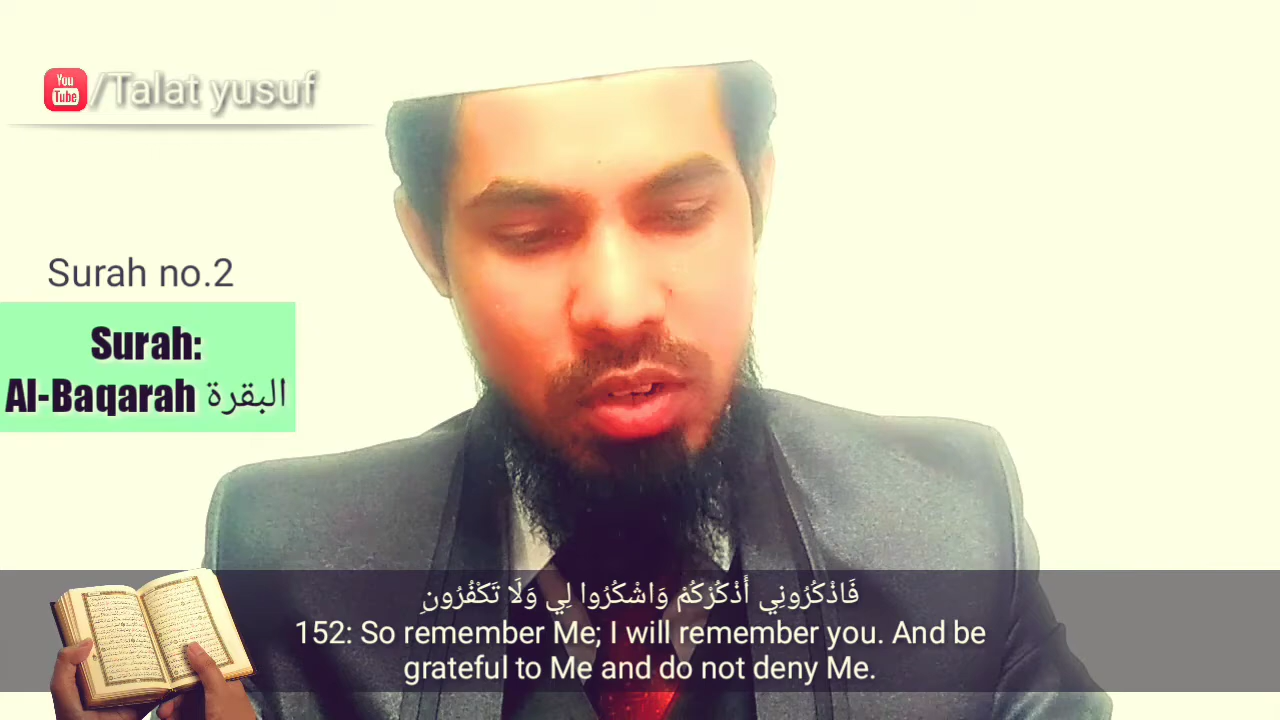 You
Tube
/Talat yusuf
Surah no.2
Surah:
Al-Baqarah البقرة
فَاذْكُرُونِي أَذْكُرْكُمْ وَاشْكُرُوا لِي وَلَا تَكْفُرُونِ
152: So remember Me; I will remember you. And be
grateful to Me and do not deny Me.